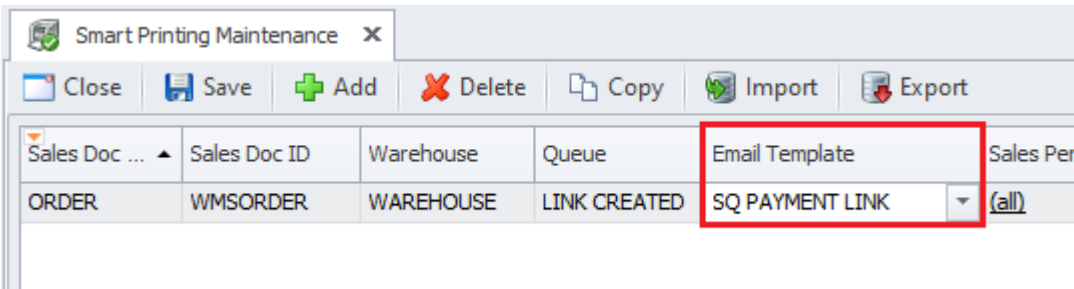 Smart Printing Maintenance
Close Save Add Delete Copy Import Export
Sales Doc ... Sales Doc ID Warehouse Queue Email Template Sales Per
ORDER WMSORDER WAREHOUSE LINK CREATED SQ PAYMENT LINK (all)